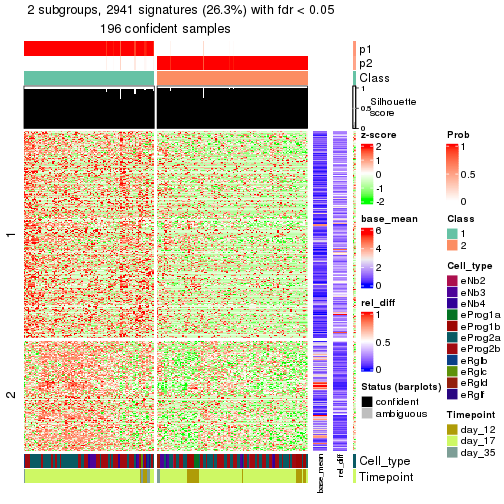 2 subgroups, 2941 signatures (26.3%) with fdr < 0.05
196 confident samples
p1
p2
Class
1
0.5
0
Silhouette
score
1
2
z-score
2
1
0
-1
-2
base_mean
6
4
2
0
rel_diff
1
0.5
0
Status (barplots)
confident
ambiguous
Prob
1
0.5
0
Class
1
2
Cell_type
eNb2
eNb3
eNb4
eProg1a
eProg1b
eProg2a
eProg2b
eRglb
eRglc
eRgld
eRglf
Timepoint
day_12
day_17
day_35
base_mean
rel_diff
Cell_type
Timepoint